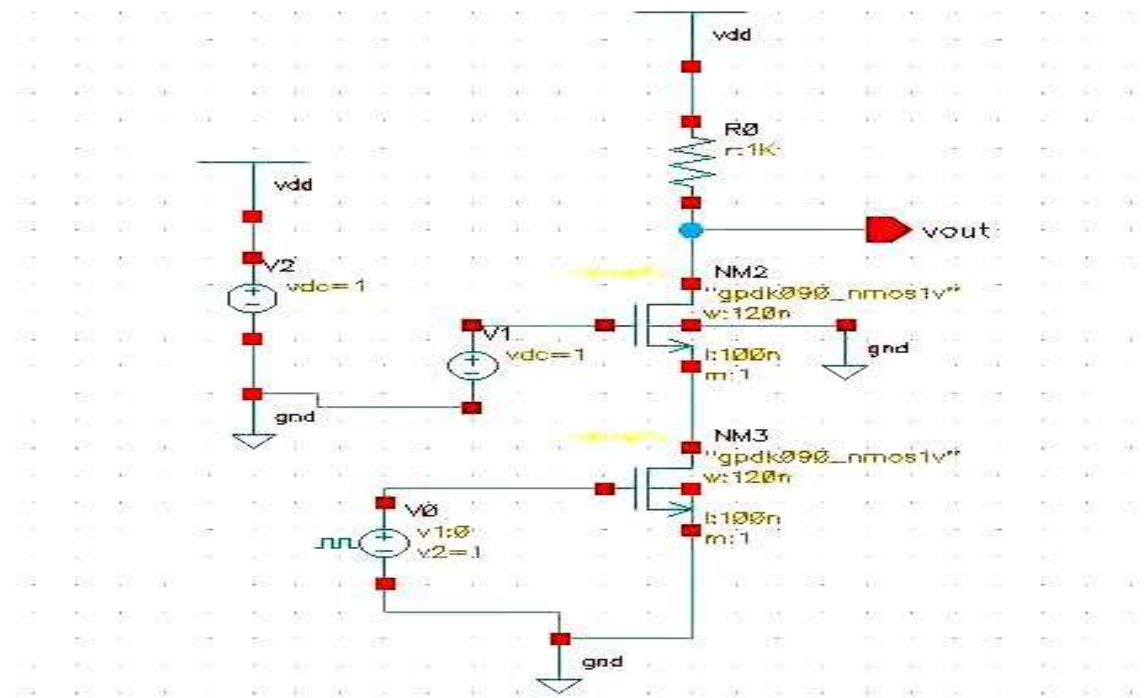 vdd
R0
r:1K
vdd
vout
V2
vdc=1
NM2
"gpdk090_nmos1v"
w:120n
V1
vdc=1
gnd
l:100n
m:1
gnd
NM3
"gpdk090_nmos1v"
w:120n
V0
v1:0
v2=1
l:100n
m:1
gnd